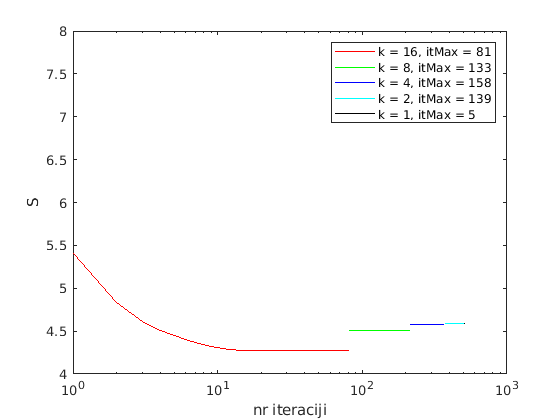 8
7.5
7
6.5
6
5.5
5
4.5
4
S
k = 16, itMax = 81
k = 8, itMax = 133
k = 4, itMax = 158
k = 2, itMax = 139
k = 1, itMax = 5
10^0 10^1 10^2 10^3
nr iteraciji